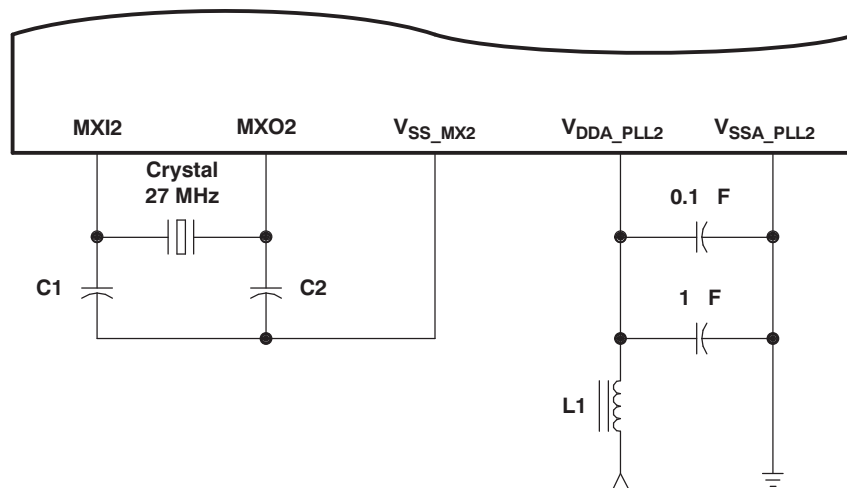 MXI2 MXO2 VSS_MX2 VDDA_PLL2 VSSA_PLL2
Crystal
27 MHz
0.1 F
C1 C2
1 F
L1